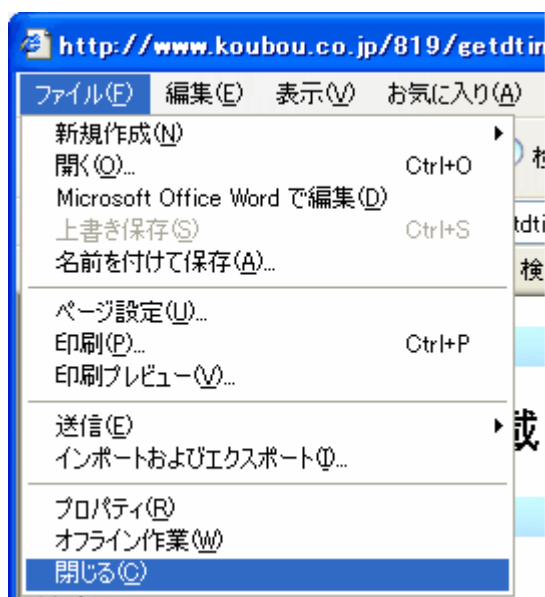 http://www.koubou.co.jp/819/getdtin
ファイル(F) 編集(E) 表示(V) お気に入り(A)
新規作成(N)
開く(O)... Ctrl+O
Microsoft Office Word で編集(D)
上書き保存(S) Ctrl+S
名前を付けて保存(A)...
ページ設定(U)...
印刷(P)... Ctrl+P
印刷プレビュー(V)...
送信(E)
インポートおよびエクスポート(I)...
プロパティ(R)
オフライン作業(W)
閉じる(C)
tdti
検
載